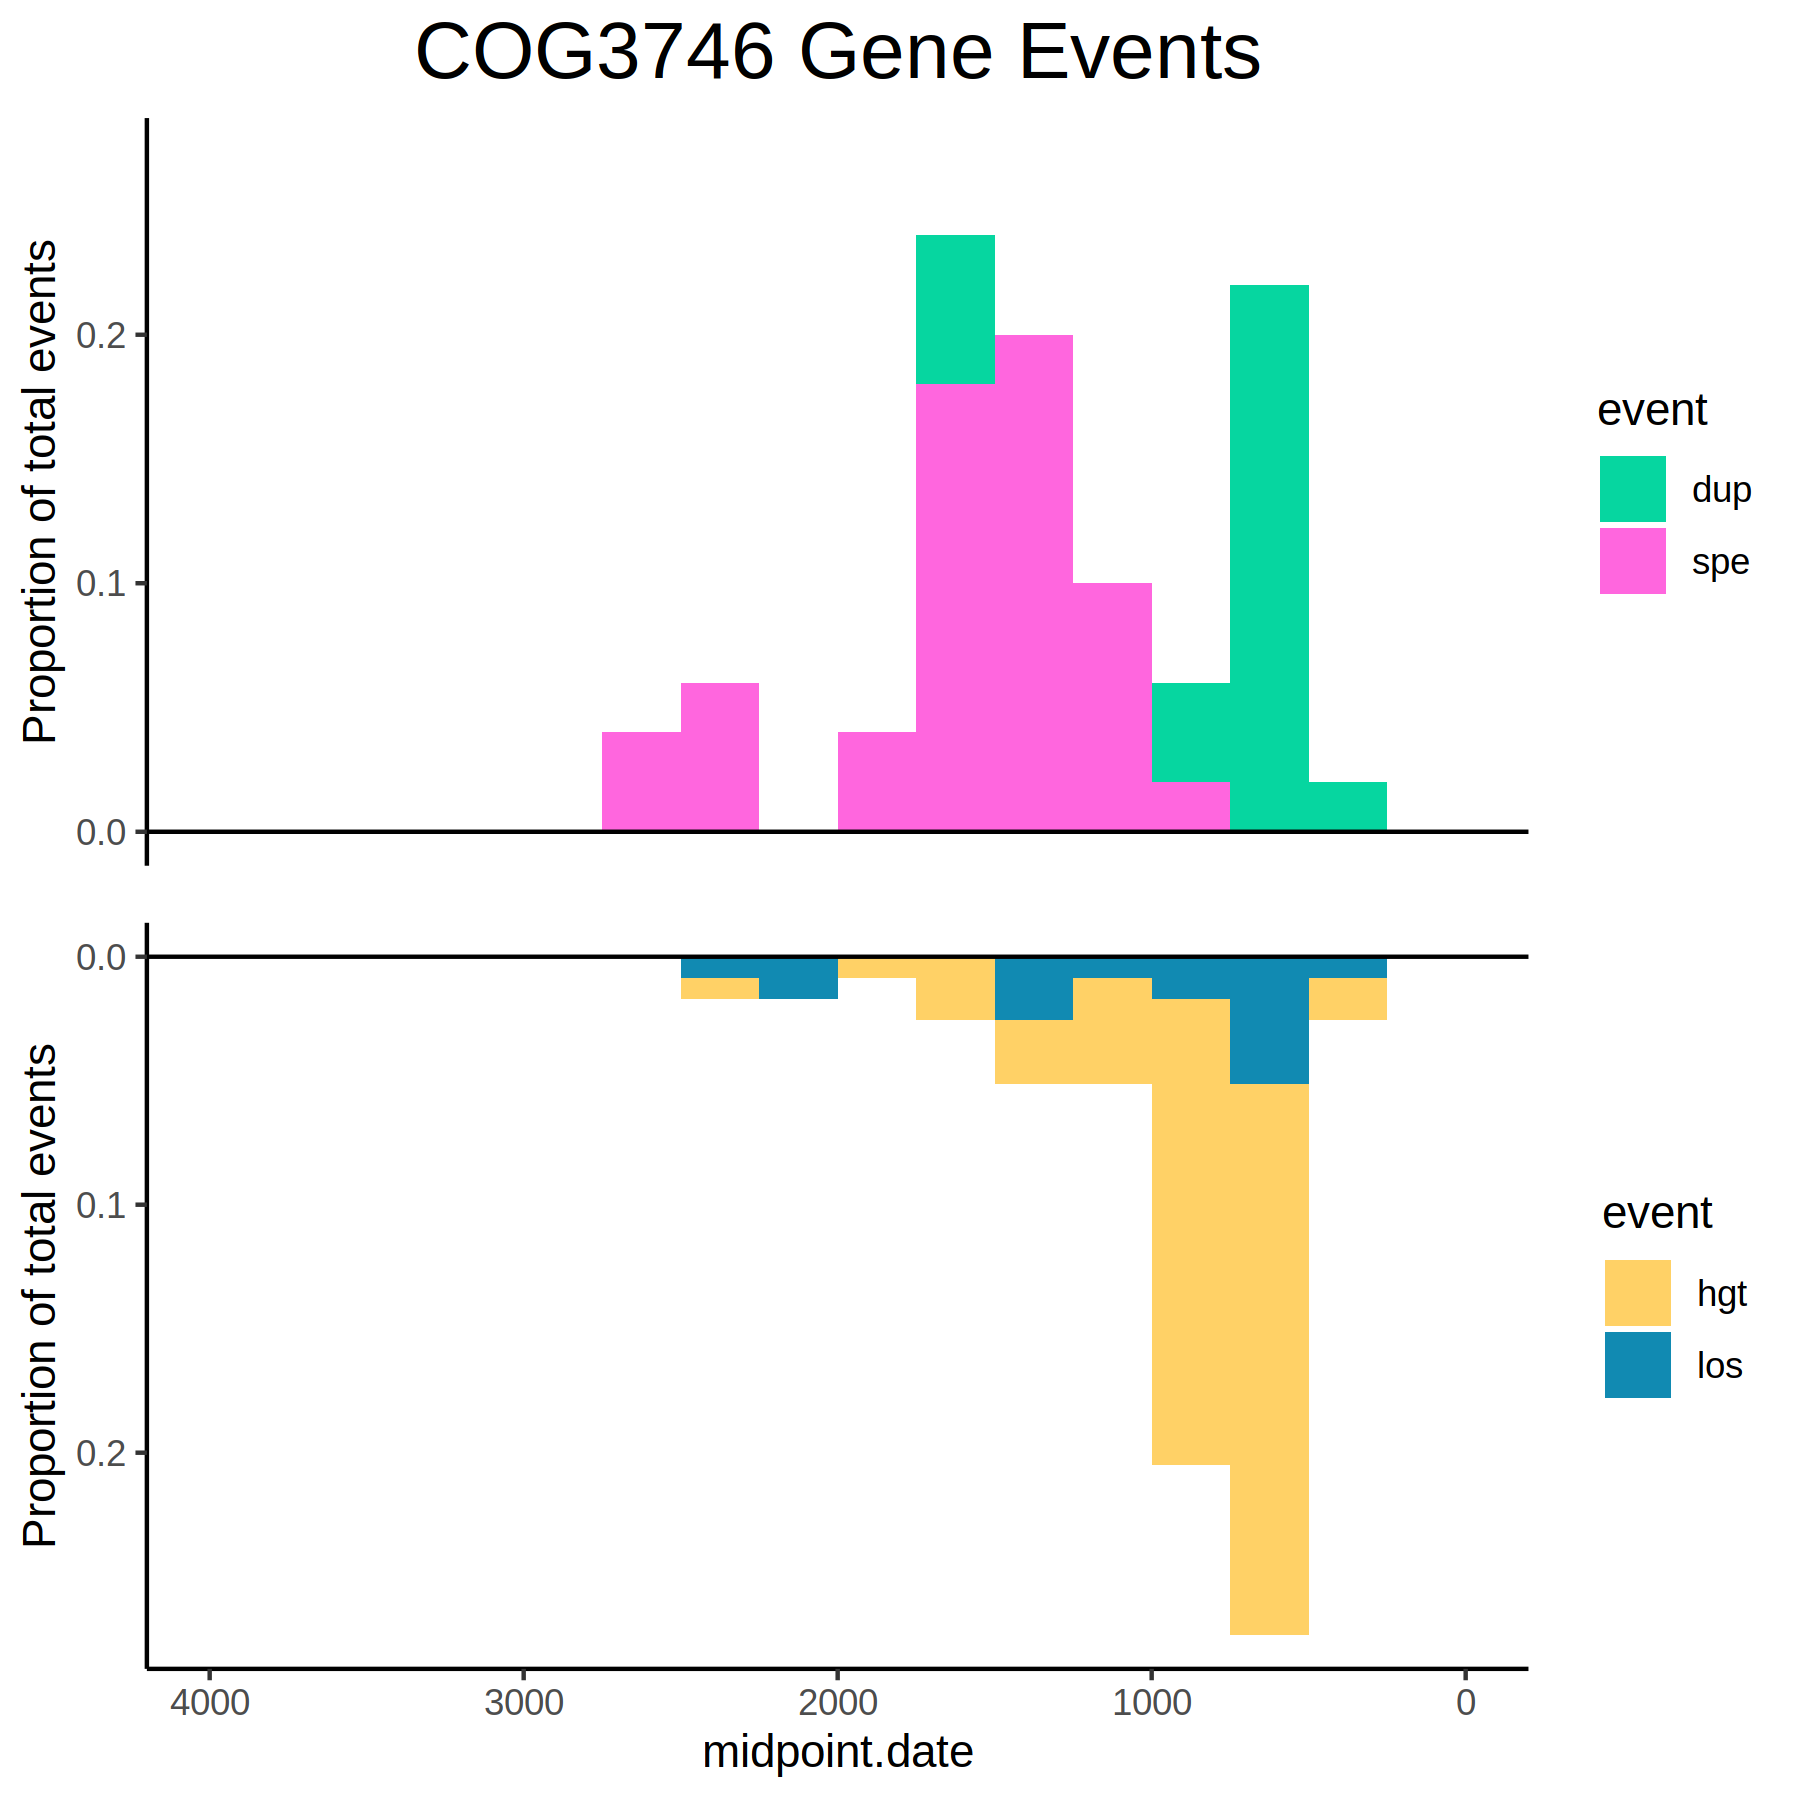 COG3746 Gene Events
Proportion of total events
0.2
0.1
0.0
event
dup
spe
Proportion of total events
0.0
0.1
0.2
event
hgt
los
4000 3000 2000 1000 0
midpoint.date